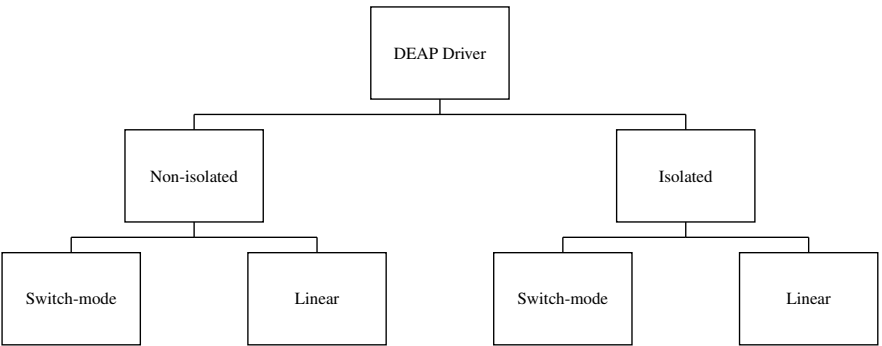 DEAP Driver
Non-isolated
Isolated
Switch-mode
Linear
Switch-mode
Linear